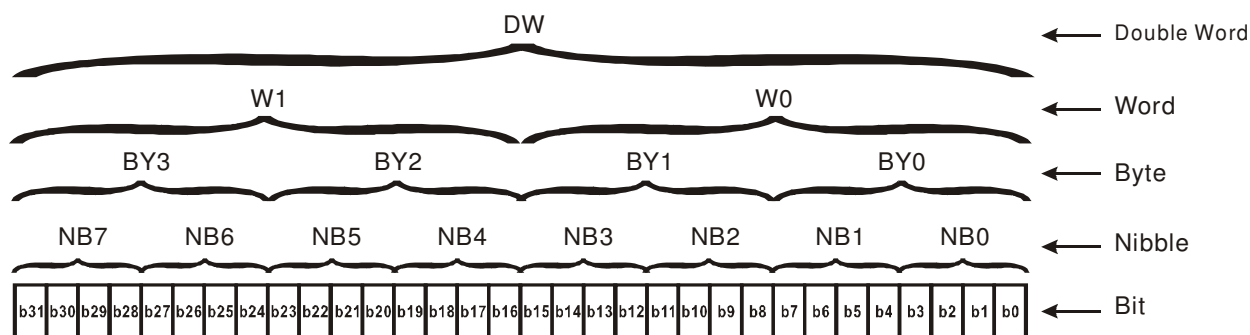 DW Double Word
W1 W0 Word
BY3 BY2 BY1 BY0 Byte
NB7 NB6 NB5 NB4 NB3 NB2 NB1 NB0 Nibble
b31 b30 b29 b28 b27 b26 b25 b24 b23 b22 b21 b20 b19 b18 b17 b16 b15 b14 b13 b12 b11 b10 b9 b8 b7 b6 b5 b4 b3 b2 b1 b0 Bit